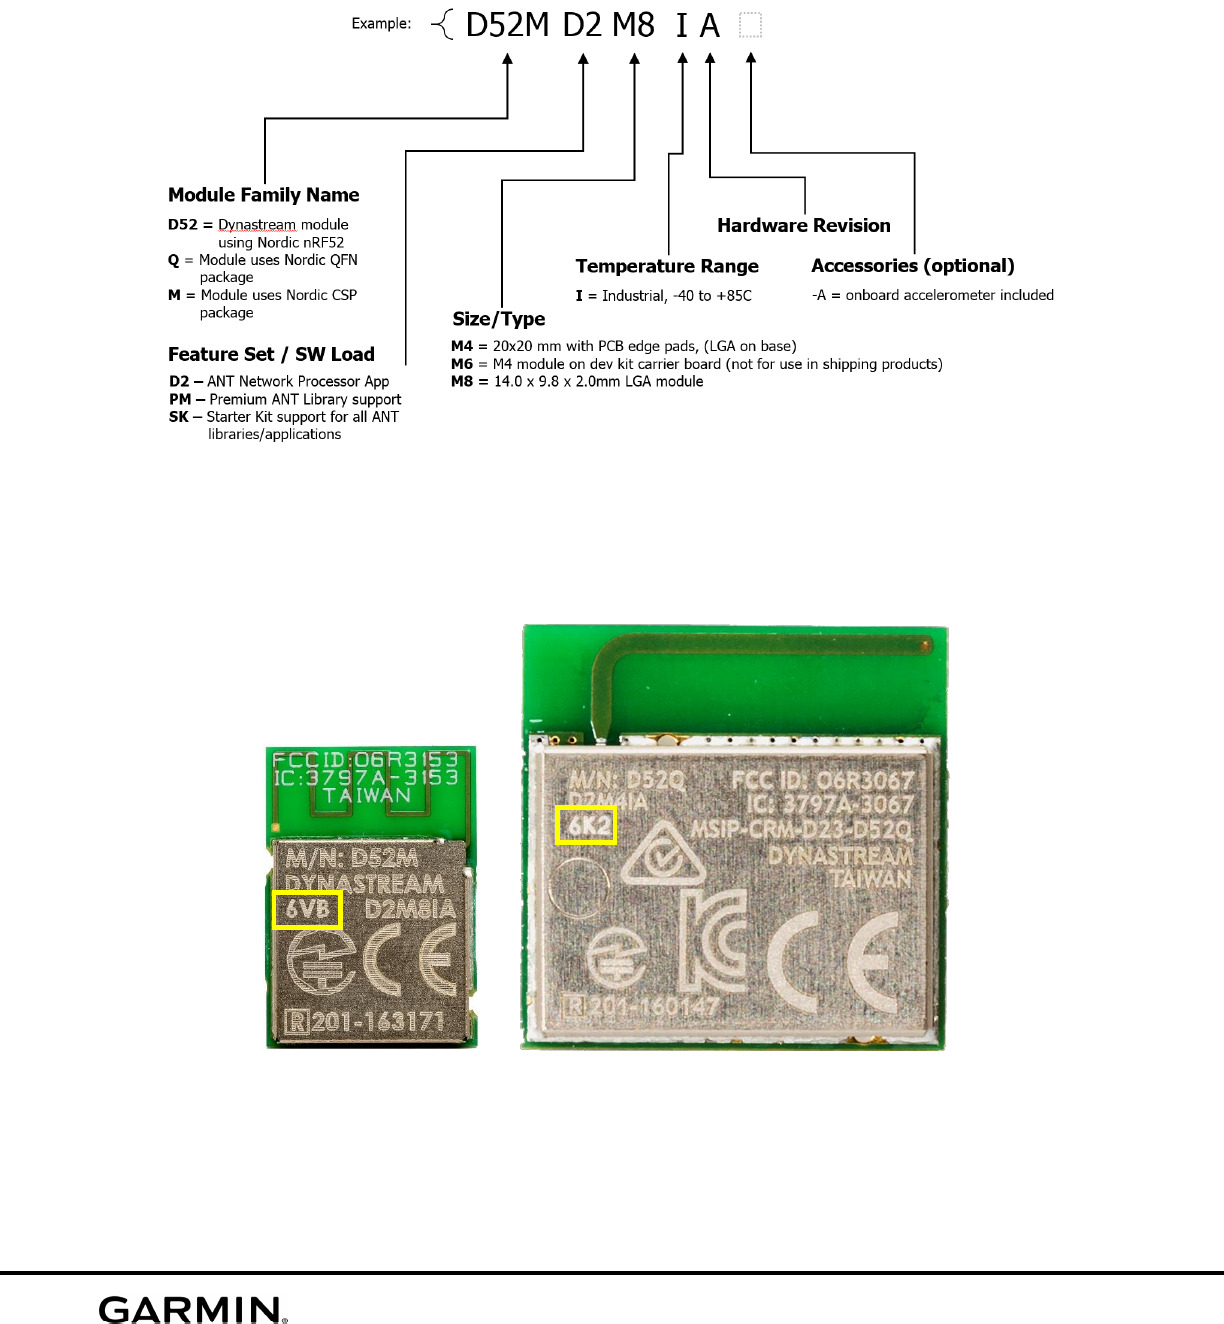 Example: D52M D2 M8 I A
Module Family Name
D52 = Dynastream module
using Nordic nRF52
Q = Module uses Nordic QFN
package
M = Module uses Nordic CSP
package
Feature Set / SW Load
D2 – ANT Network Processor App
PM – Premium ANT Library support
SK – Starter Kit support for all ANT
libraries/applications
Size/Type
M4 = 20x20 mm with PCB edge pads, (LGA on base)
M6 = M4 module on dev kit carrier board (not for use in shipping products)
M8 = 14.0 x 9.8 x 2.0mm LGA module
Temperature Range
I = Industrial, -40 to +85C
Hardware Revision
Accessories (optional)
-A = onboard accelerometer included
FCC ID: O6R3153
IC:3797A-3153
TAIWAN
M/N: D52M
DYNASTREAM
6VB D2M8IA
CE
R 201-163171
M/N: D52Q FCC ID: O6R3067
D2M4IA IC: 3797A-3067
6K2 MSIP-CRM-D23-D52Q
DYNASTREAM
TAIWAN
KC
CE
R 201-160147
GARMIN®